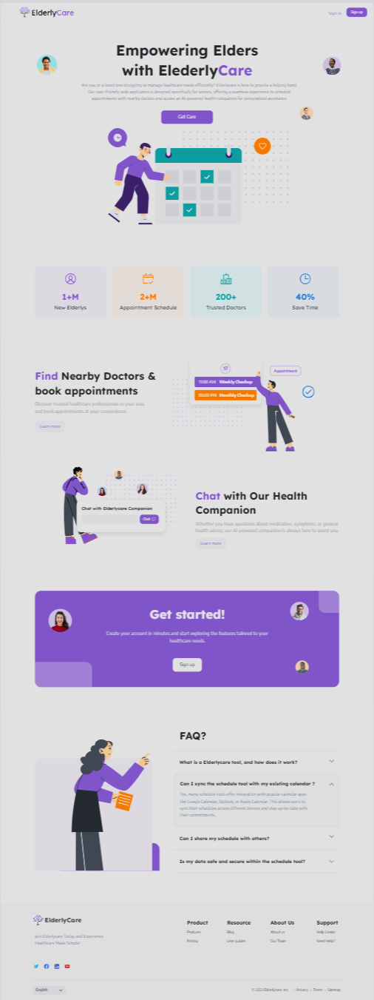 ElderlyCare
Sign in
Sign up
Empowering Elders
with ElederlyCare
Are you or a loved one struggling to manage healthcare needs efficiently? Elderlycare is here to provide a helping hand.
Our user-friendly web application is designed specifically for seniors, offering a seamless experience to schedule
appointments with nearby doctors and access an AI-powered health companion for personalized assistance.
Get Care
1+M
New Elderlys
2+M
Appointment Schedule
200+
Trusted Doctors
40%
Save Time
Find Nearby Doctors &
book appointments
Discover trusted healthcare professionals in your area
and book appointments at your convenience.
Learn more
17
Appointment
11:00 AM Weekly Checkup
03:00 PM Monthly Checkup
Chat with Elderlycare Companion
Chat
Chat with Our Health
Companion
Whether you have questions about medication, symptoms, or general
health advice, our AI-powered companion is always here to assist you.
Learn more
Get started!
Create your account in minutes and start exploring the features tailored to your
healthcare needs.
Sign up
FAQ?
What is a Elderlycare tool, and how does it work?
Can I sync the schedule tool with my existing calendar ?
Yes, many schedule tools offer integration with popular calendar apps
like Google Calendar, Outlook, or Apple Calendar. This allows users to
sync their schedules across different devices and stay up-to-date with
their commitments.
Can I share my schedule with others?
Is my data safe and secure within the schedule tool?
ElderlyCare
Join Elderlycare Today and Experience
Healthcare Made Simple!
Product
Features
Pricing
Resource
Blog
User guides
About Us
About us
Our Team
Support
Help Center
Need Help?
English
© 2023 Elderlycare, Inc. • Privacy • Terms • Sitemap